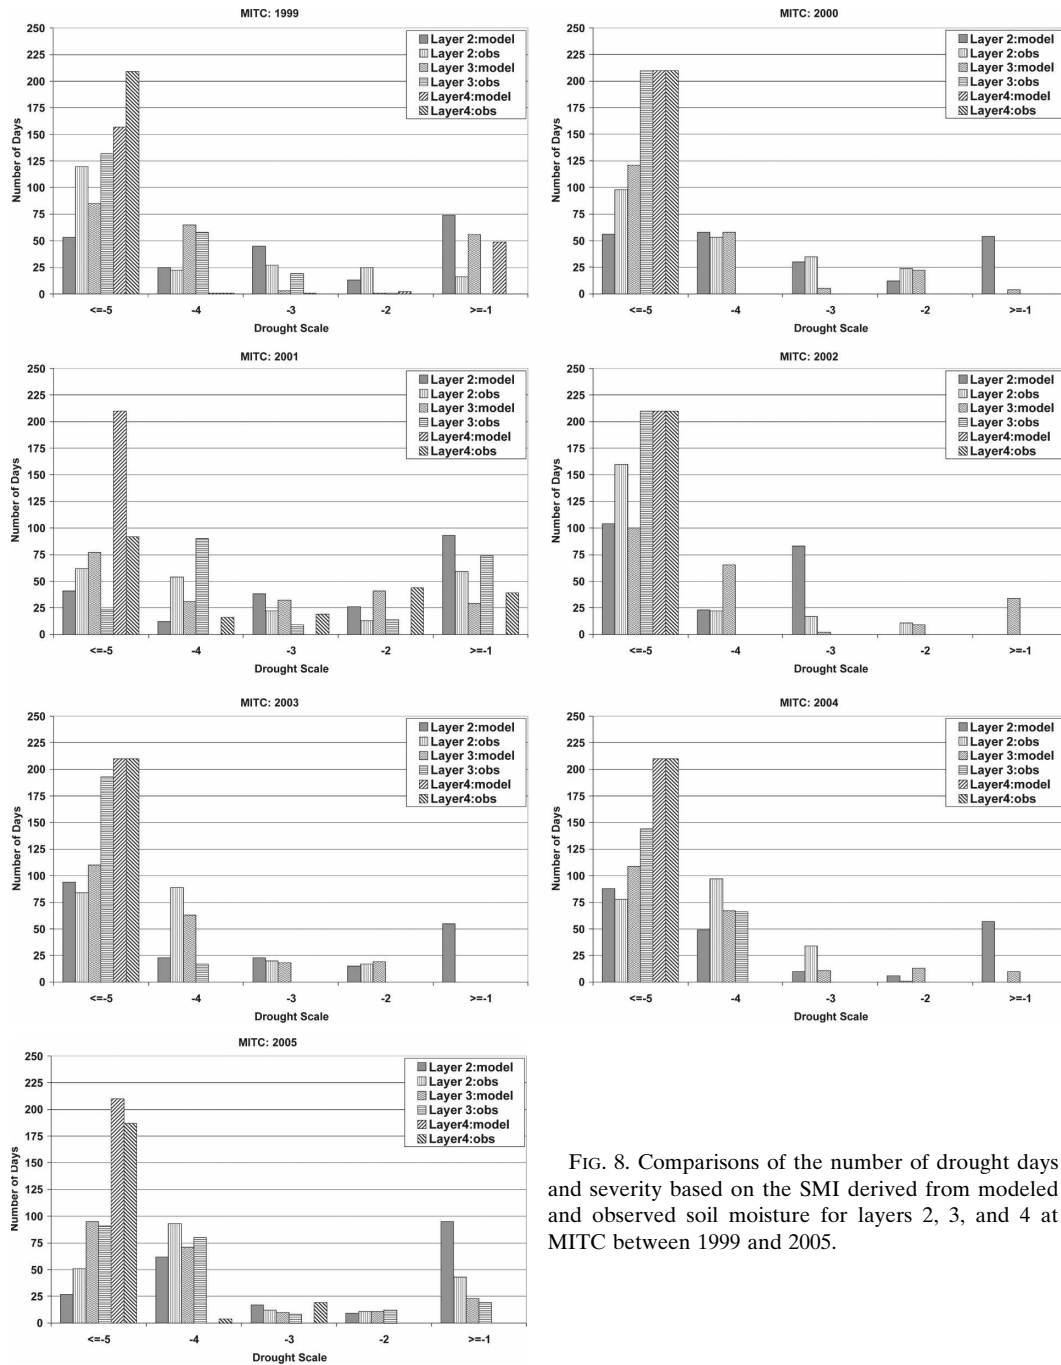 MITC: 1999
250
225
200
175
150
125
100
75
50
25
0
Number of Days
Layer 2:model
Layer 2:obs
Layer 3:model
Layer 3:obs
Layer4:model
Layer4:obs
<=-5 -4 -3 -2 >=-1
Drought Scale
MITC: 2000
250
225
200
175
150
125
100
75
50
25
0
Number of Days
Layer 2:model
Layer 2:obs
Layer 3:model
Layer 3:obs
Layer4:model
Layer4:obs
<=-5 -4 -3 -2 >=-1
Drought Scale
MITC: 2001
250
225
200
175
150
125
100
75
50
25
0
Number of Days
Layer 2:model
Layer 2:obs
Layer 3:model
Layer 3:obs
Layer4:model
Layer4:obs
<=-5 -4 -3 -2 >=-1
Drought Scale
MITC: 2002
250
225
200
175
150
125
100
75
50
25
0
Number of Days
Layer 2:model
Layer 2:obs
Layer 3:model
Layer 3:obs
Layer4:model
Layer4:obs
<=-5 -4 -3 -2 >=-1
Drought Scale
MITC: 2003
250
225
200
175
150
125
100
75
50
25
0
Number of Days
Layer 2:model
Layer 2:obs
Layer 3:model
Layer 3:obs
Layer4:model
Layer4:obs
<=-5 -4 -3 -2 >=-1
Drought Scale
MITC: 2004
250
225
200
175
150
125
100
75
50
25
0
Number of Days
Layer 2:model
Layer 2:obs
Layer 3:model
Layer 3:obs
Layer4:model
Layer4:obs
<=-5 -4 -3 -2 >=-1
Drought Scale
MITC: 2005
250
225
200
175
150
125
100
75
50
25
0
Number of Days
Layer 2:model
Layer 2:obs
Layer 3:model
Layer 3:obs
Layer4:model
Layer4:obs
<=-5 -4 -3 -2 >=-1
Drought Scale
FIG. 8. Comparisons of the number of drought days
and severity based on the SMI derived from modeled
and observed soil moisture for layers 2, 3, and 4 at
MITC between 1999 and 2005.